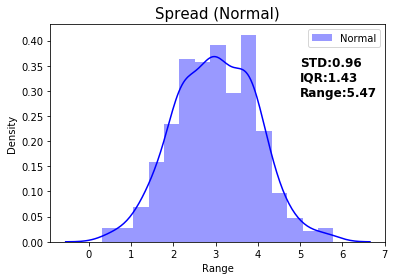 Spread (Normal)
Normal
STD:0.96
IQR:1.43
Range:5.47
0.40
0.35
0.30
0.25
0.20
0.15
0.10
0.05
0.00
Density
0 1 2 3 4 5 6 7
Range